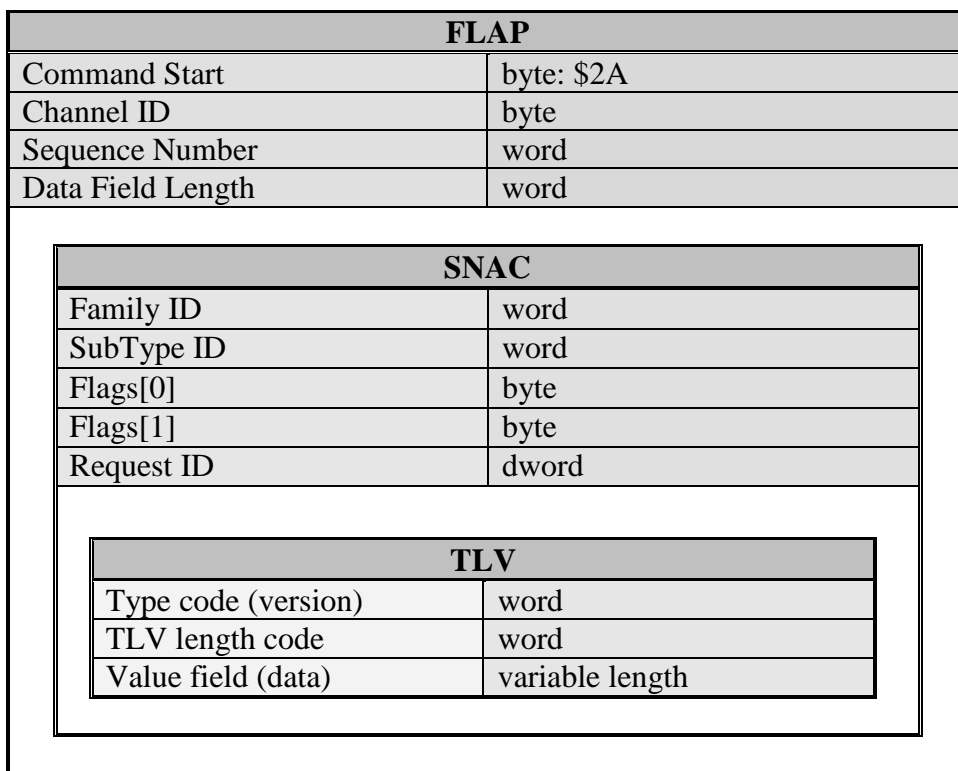 FLAP
Command Start byte: $2A
Channel ID byte
Sequence Number word
Data Field Length word
SNAC
Family ID word
SubType ID word
Flags[0] byte
Flags[1] byte
Request ID dword
TLV
Type code (version) word
TLV length code word
Value field (data) variable length